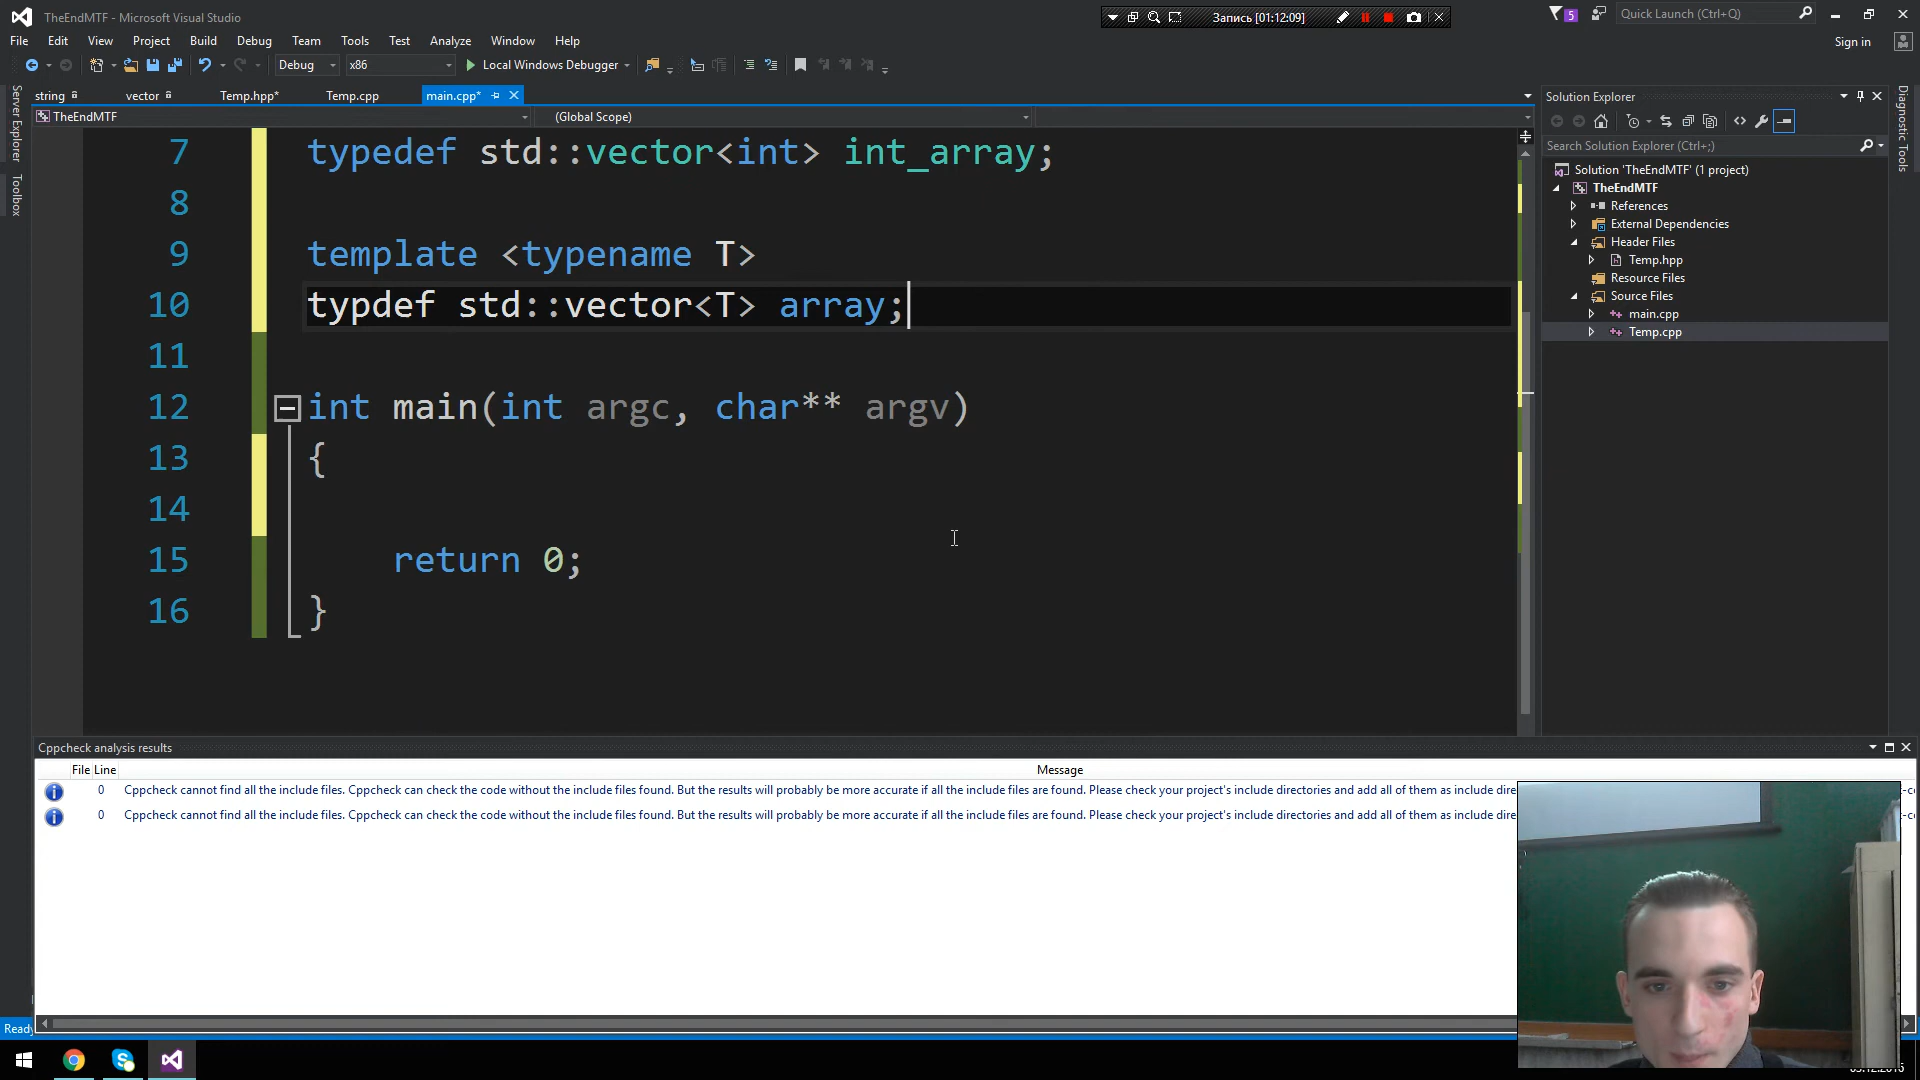 TheEndMTF - Microsoft Visual Studio
Запись [01:12:09]
5
Quick Launch (Ctrl+Q)
File Edit View Project Build Debug Team Tools Test Analyze Window Help
Sign in
Debug x86 Local Windows Debugger
string vector Temp.hpp* Temp.cpp main.cpp*
TheEndMTF (Global Scope)
Server Explorer
Toolbox
7 typedef std::vector<int> int_array;
8
9 template <typename T>
10 typdef std::vector<T> array;
11
12 int main(int argc, char** argv)
13 {
14
15 return 0;
16 }
Solution Explorer
Search Solution Explorer (Ctrl+;)
Solution 'TheEndMTF' (1 project)
TheEndMTF
References
External Dependencies
Header Files
Temp.hpp
Resource Files
Source Files
main.cpp
Temp.cpp
Diagnostic Tools
Cppcheck analysis results
File Line Message
0 Cppcheck cannot find all the include files. Cppcheck can check the code without the include files found. But the results will probably be more accurate if all the include files are found. Please check your project's include directories and add all of them as include dire
0 Cppcheck cannot find all the include files. Cppcheck can check the code without the include files found. But the results will probably be more accurate if all the include files are found. Please check your project's include directories and add all of them as include dire
Ready